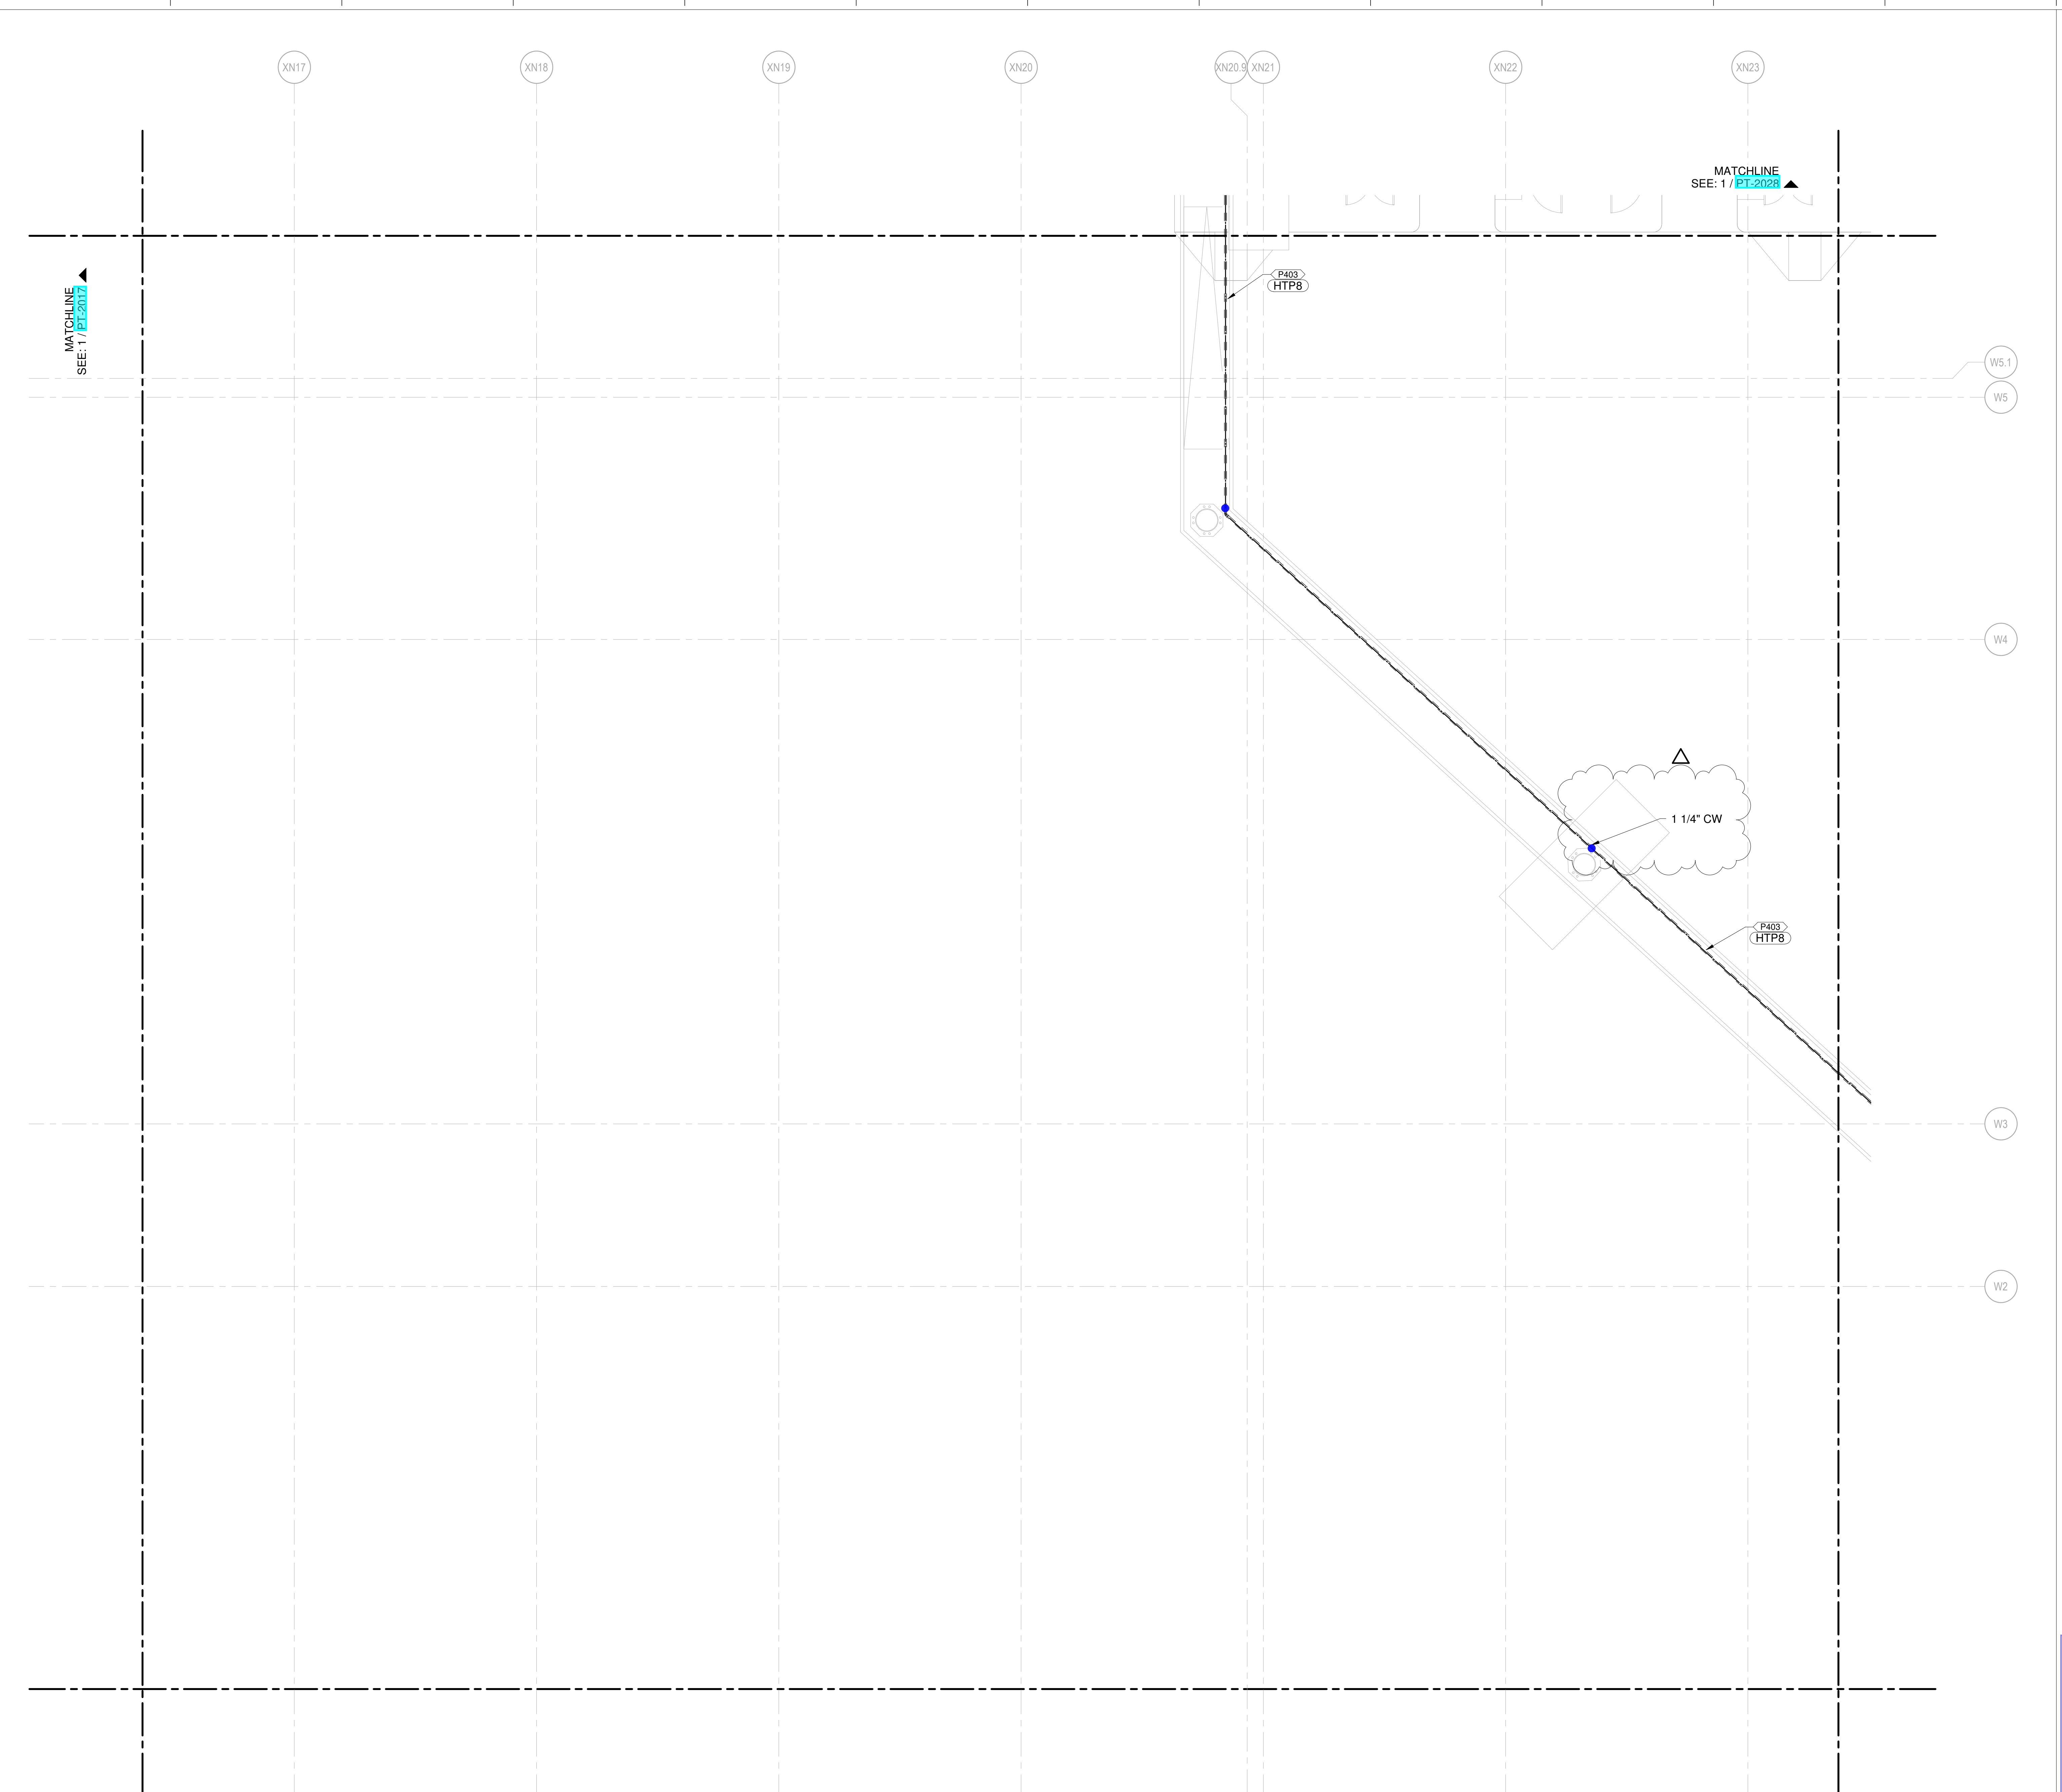 XN17
XN18
XN19
XN20
XN20.9
XN21
XN22
XN23
MATCHLINE
SEE: 1 / PT-2028
MATCHLINE
SEE: 1 / PT-2017
P403
HTP8
W5.1
W5
W4
1 1/4" CW
P403
HTP8
W3
W2